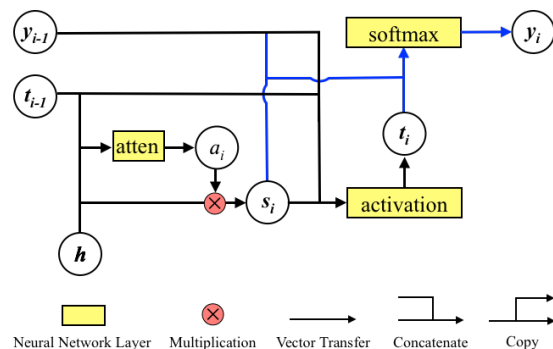 y_{i-1}
softmax
y_i
t_{i-1}
atten
a_i
t_i
s_i
activation
h
Neural Network Layer
Multiplication
Vector Transfer
Concatenate
Copy